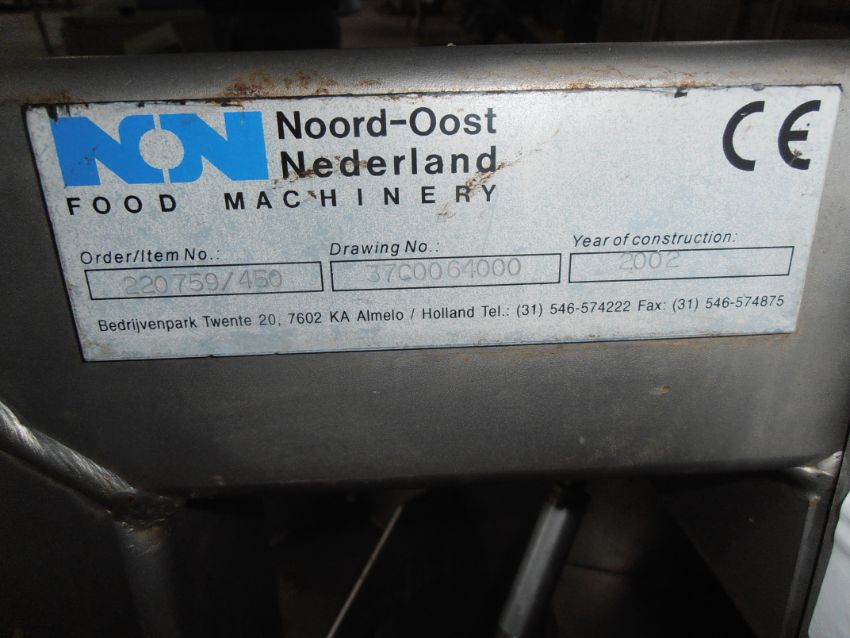 NON Noord-Oost
Nederland
FOOD MACHINERY
CE
Order/Item No.: Drawing No.: Year of construction:
220759/450 37C0064000 2002
Bedrijvenpark Twente 20, 7602 KA Almelo / Holland Tel.: (31) 546-574222 Fax: (31) 546-574875